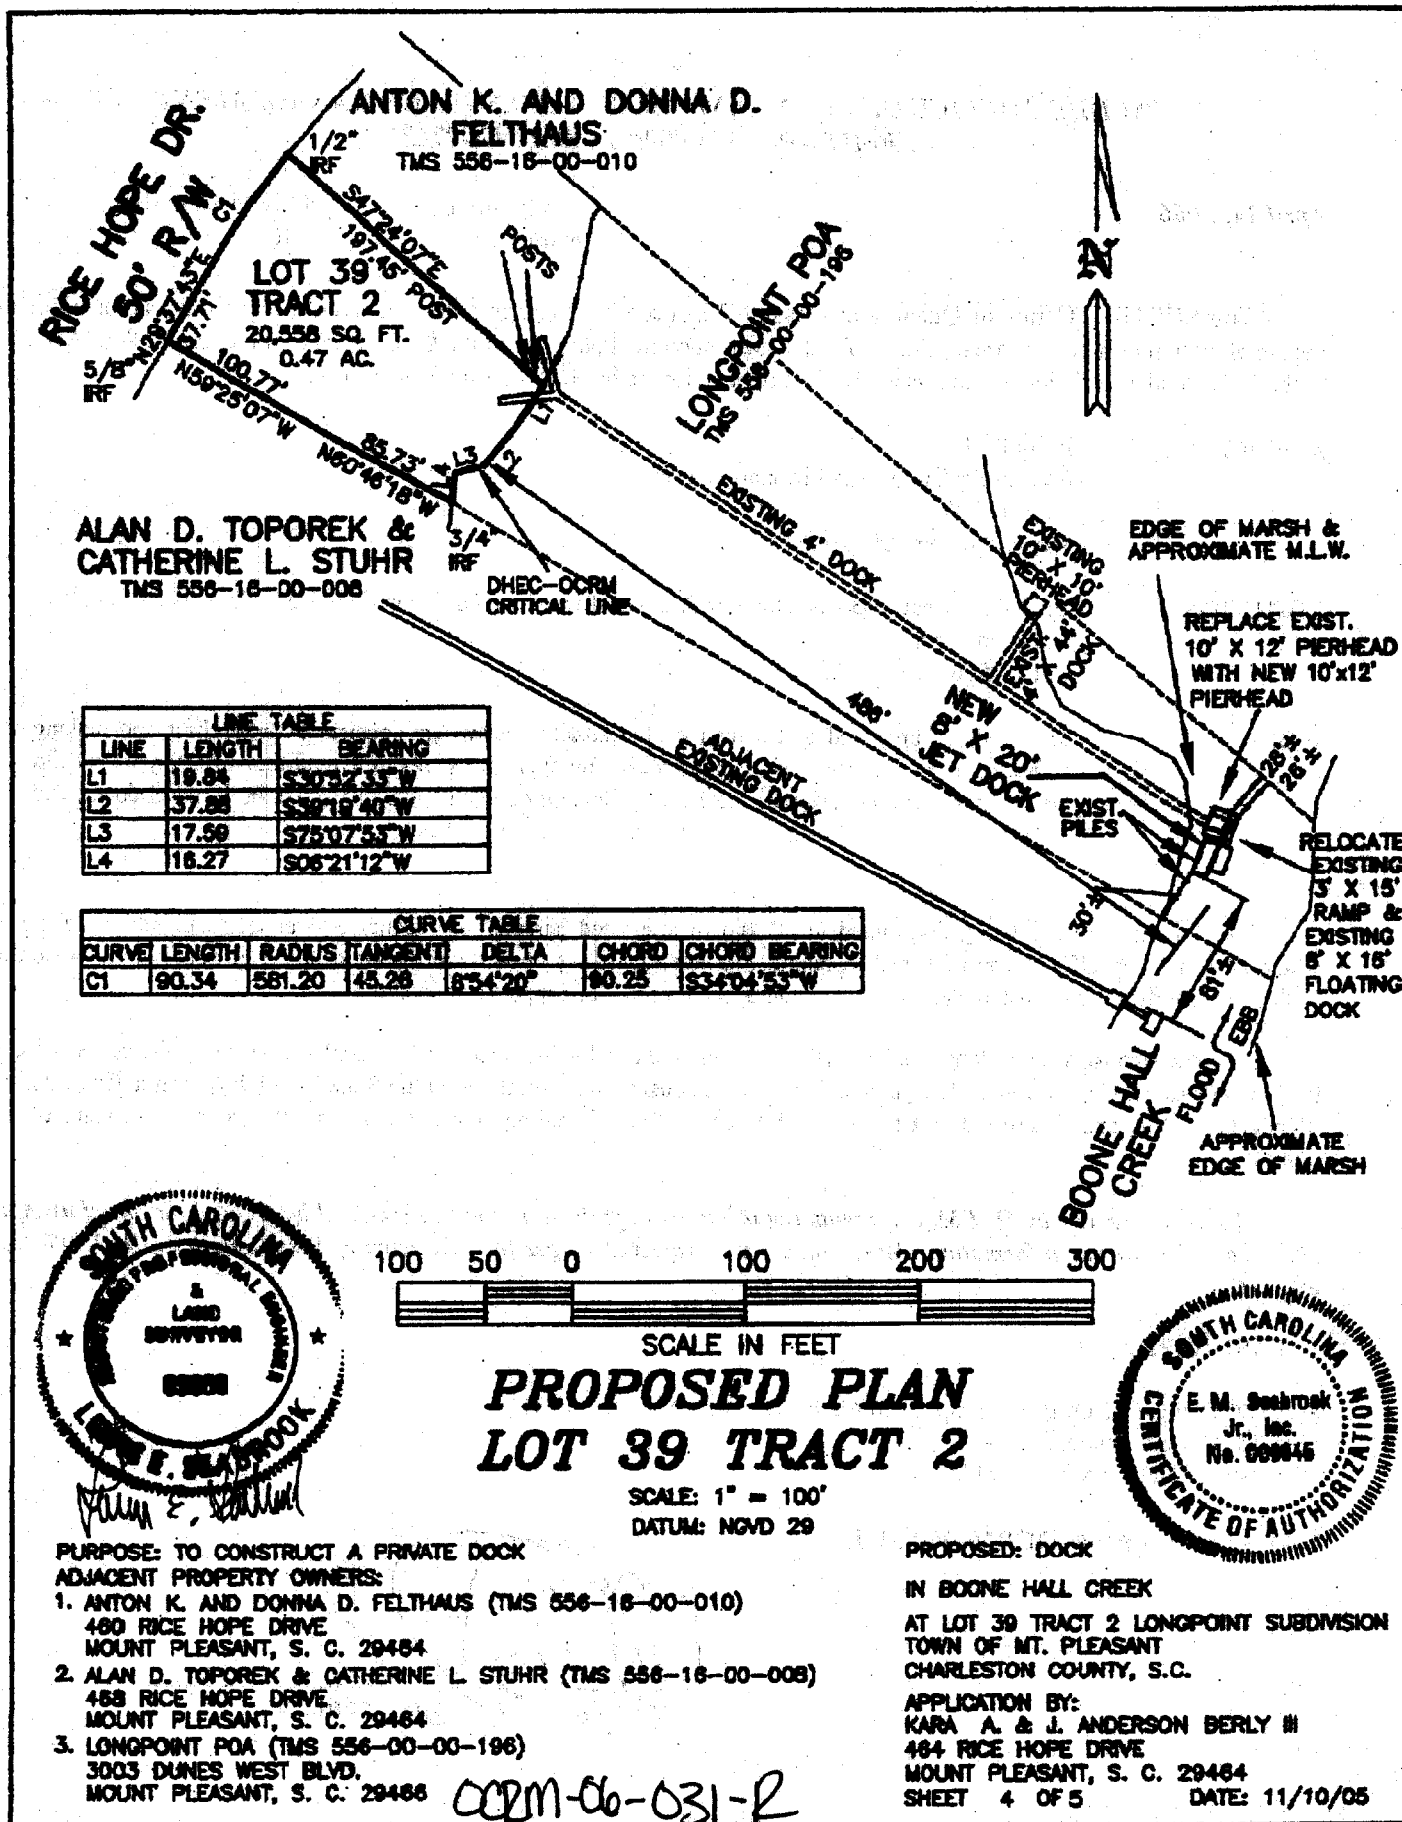 ANTON K. AND DONNA D.
FELTHAUS
TMS 556-16-00-010
RICE HOPE DR.
50' R/W
C1
1/2"
IRF
S47°24'07"E
197.45' POST
POSTS
LOT 39
TRACT 2
20,558 SQ. FT.
0.47 AC.
N29°37'43"E
37.71'
5/8"
IRF
100.77'
N59°25'07"W
85.73'
N60°46'18"W
L3
L1
3/4"
IRF
LONGPOINT POA
TMS 556-00-00-196
N
ALAN D. TOPOREK &
CATHERINE L. STUHR
TMS 556-16-00-008
DHEC-OCRM
CRITICAL LINE
EXISTING 4' DOCK
EXISTING
10' X 10'
PIERHEAD
EXIST.
4' X 44'
DOCK
EDGE OF MARSH &
APPROXIMATE M.L.W.
REPLACE EXIST.
10' X 12' PIERHEAD
WITH NEW 10'x12'
PIERHEAD
NEW
8' X 20'
JET DOCK
488'
ADJACENT
EXISTING DOCK
EXIST.
PILES
28'±
26'±
RELOCATE
EXISTING
3' X 15'
RAMP &
EXISTING
8' X 16'
FLOATING
DOCK
30'±
81'±
EBB
FLOOD
BOONE HALL
CREEK
APPROXIMATE
EDGE OF MARSH
LINE TABLE
LINE LENGTH BEARING
L1 19.84 S30°52'33"W
L2 37.88 S39°19'40"W
L3 17.59 S75°07'53"W
L4 16.27 S06°21'12"W
CURVE TABLE
CURVE LENGTH RADIUS TANGENT DELTA CHORD CHORD BEARING
C1 90.34 581.20 45.26 8°54'20" 90.25 S34°04'53"W
SOUTH CAROLINA
REGISTERED PROFESSIONAL ENGINEER
&
LAND
SURVEYOR
E. SEABROOK
100 50 0 100 200 300
SCALE IN FEET
PROPOSED PLAN
LOT 39 TRACT 2
SCALE: 1" = 100'
DATUM: NGVD 29
SOUTH CAROLINA
E. M. Seabrook
Jr., Inc.
CERTIFICATE OF AUTHORIZATION
PURPOSE: TO CONSTRUCT A PRIVATE DOCK
ADJACENT PROPERTY OWNERS:
1. ANTON K. AND DONNA D. FELTHAUS (TMS 556-16-00-010)
460 RICE HOPE DRIVE
MOUNT PLEASANT, S. C. 29464
2. ALAN D. TOPOREK & CATHERINE L. STUHR (TMS 556-16-00-008)
468 RICE HOPE DRIVE
MOUNT PLEASANT, S. C. 29464
3. LONGPOINT POA (TMS 556-00-00-196)
3003 DUNES WEST BLVD.
MOUNT PLEASANT, S. C. 29466
OCRM-06-031-R
PROPOSED: DOCK
IN BOONE HALL CREEK
AT LOT 39 TRACT 2 LONGPOINT SUBDIVISION
TOWN OF MT. PLEASANT
CHARLESTON COUNTY, S.C.
APPLICATION BY:
KARA A. & J. ANDERSON BERLY III
464 RICE HOPE DRIVE
MOUNT PLEASANT, S. C. 29464
SHEET 4 OF 5 DATE: 11/10/05